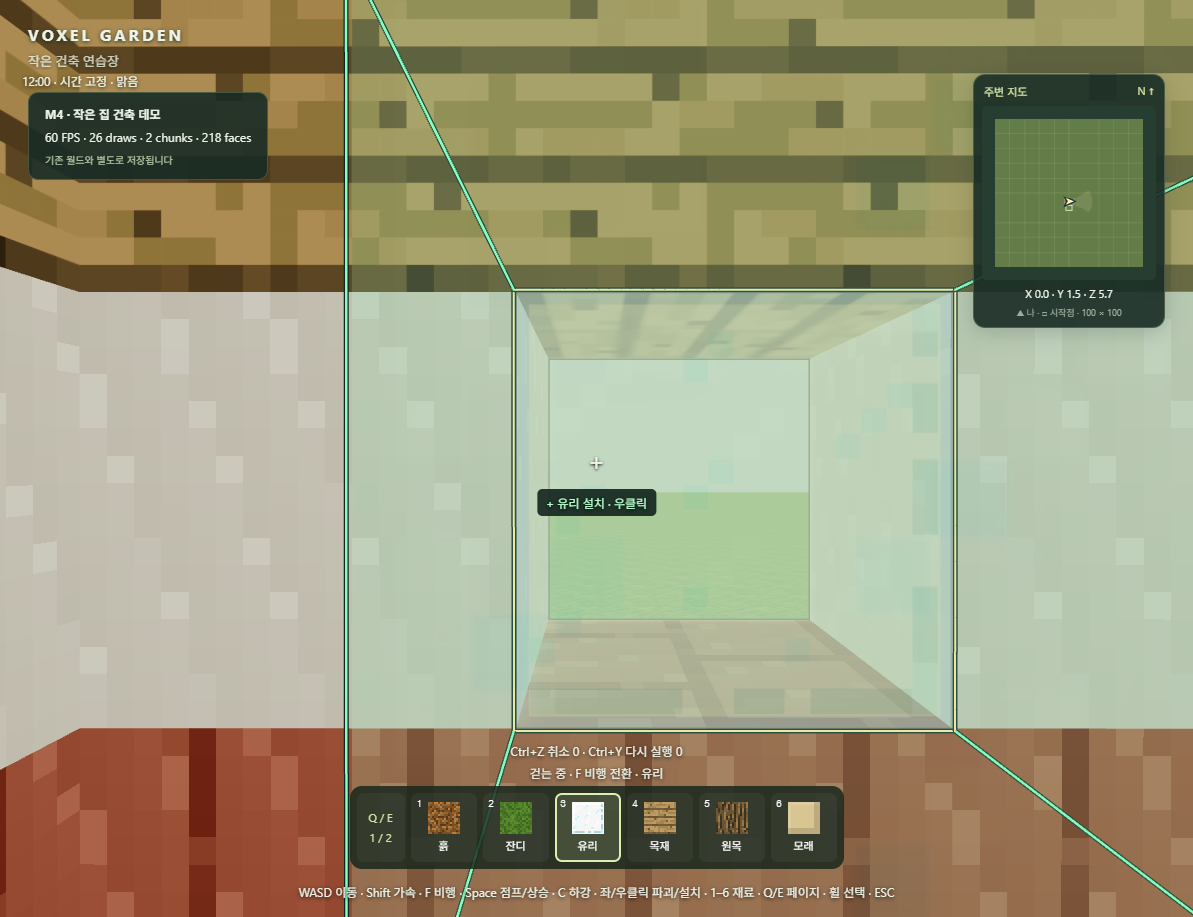 VOXEL GARDEN
작은 건축 연습장
12:00 · 시간 고정 · 맑음
M4 · 작은 집 건축 데모
60 FPS · 26 draws · 2 chunks · 218 faces
기존 월드와 별도로 저장됩니다
주변 지도 N ↑
X 0.0 · Y 1.5 · Z 5.7
▲ 나 · □ 시작점 · 100 × 100
+ 유리 설치 · 우클릭
Ctrl+Z 취소 0 · Ctrl+Y 다시 실행 0
걷는 중 · F 비행 전환 · 유리
Q / E
1 / 2
1 흙
2 잔디
3 유리
4 목재
5 원목
6 모래
WASD 이동 · Shift 가속 · F 비행 · Space 점프/상승 · C 하강 · 좌/우클릭 파괴/설치 · 1–6 재료 · Q/E 페이지 · 휠 선택 · ESC